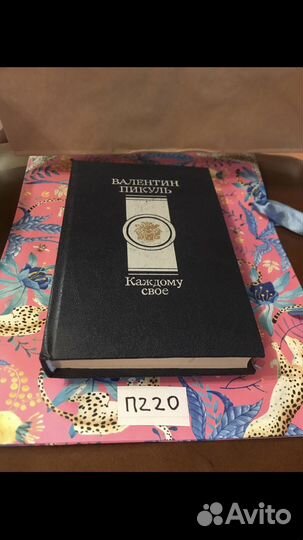 ВАЛЕНТИН
ПИКУЛЬ
Каждому
свое
П220
Avito